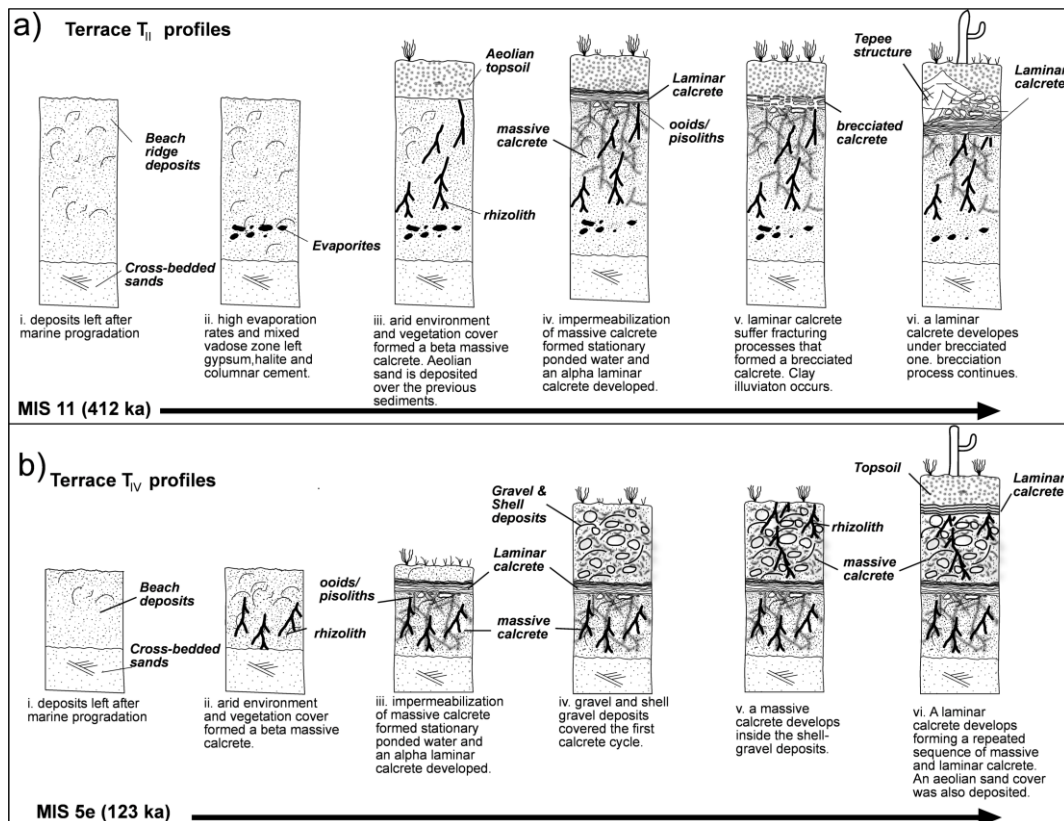 a) Terrace T_II profiles
Beach
ridge
deposits
Cross-bedded
sands
Evaporites
Aeolian
topsoil
massive
calcrete
rhizolith
Laminar
calcrete
ooids/
pisoliths
brecciated
calcrete
Tepee
structure
Laminar
calcrete
i. deposits left after
marine progradation
ii. high evaporation
rates and mixed
vadose zone left
gypsum,halite and
columnar cement.
iii. arid environment
and vegetation cover
formed a beta massive
calcrete. Aeolian
sand is deposited
over the previous
sediments.
iv. impermeabilization
of massive calcrete
formed stationary
ponded water and
an alpha laminar
calcrete developed.
v. laminar calcrete
suffer fracturing
processes that
formed a brecciated
calcrete. Clay
illuviaton occurs.
vi. a laminar
calcrete developes
under brecciated
one. brecciation
process continues.
MIS 11 (412 ka)
b) Terrace T_IV profiles
Beach
deposits
Cross-bedded
sands
rhizolith
ooids/
pisoliths
Gravel &
Shell
deposits
Laminar
calcrete
massive
calcrete
rhizolith
massive
calcrete
Topsoil
Laminar
calcrete
i. deposits left after
marine progradation
ii. arid environment
and vegetation cover
formed a beta massive
calcrete.
iii. impermeabilization
of massive calcrete
formed stationary
ponded water and
an alpha laminar
calcrete developed.
iv. gravel and shell
gravel deposits
covered the first
calcrete cycle.
v. a massive
calcrete develops
inside the shell-
gravel deposits.
vi. A laminar
calcrete develops
forming a repeated
sequence of massive
and laminar calcrete.
An aeolian sand cover
was also deposited.
MIS 5e (123 ka)